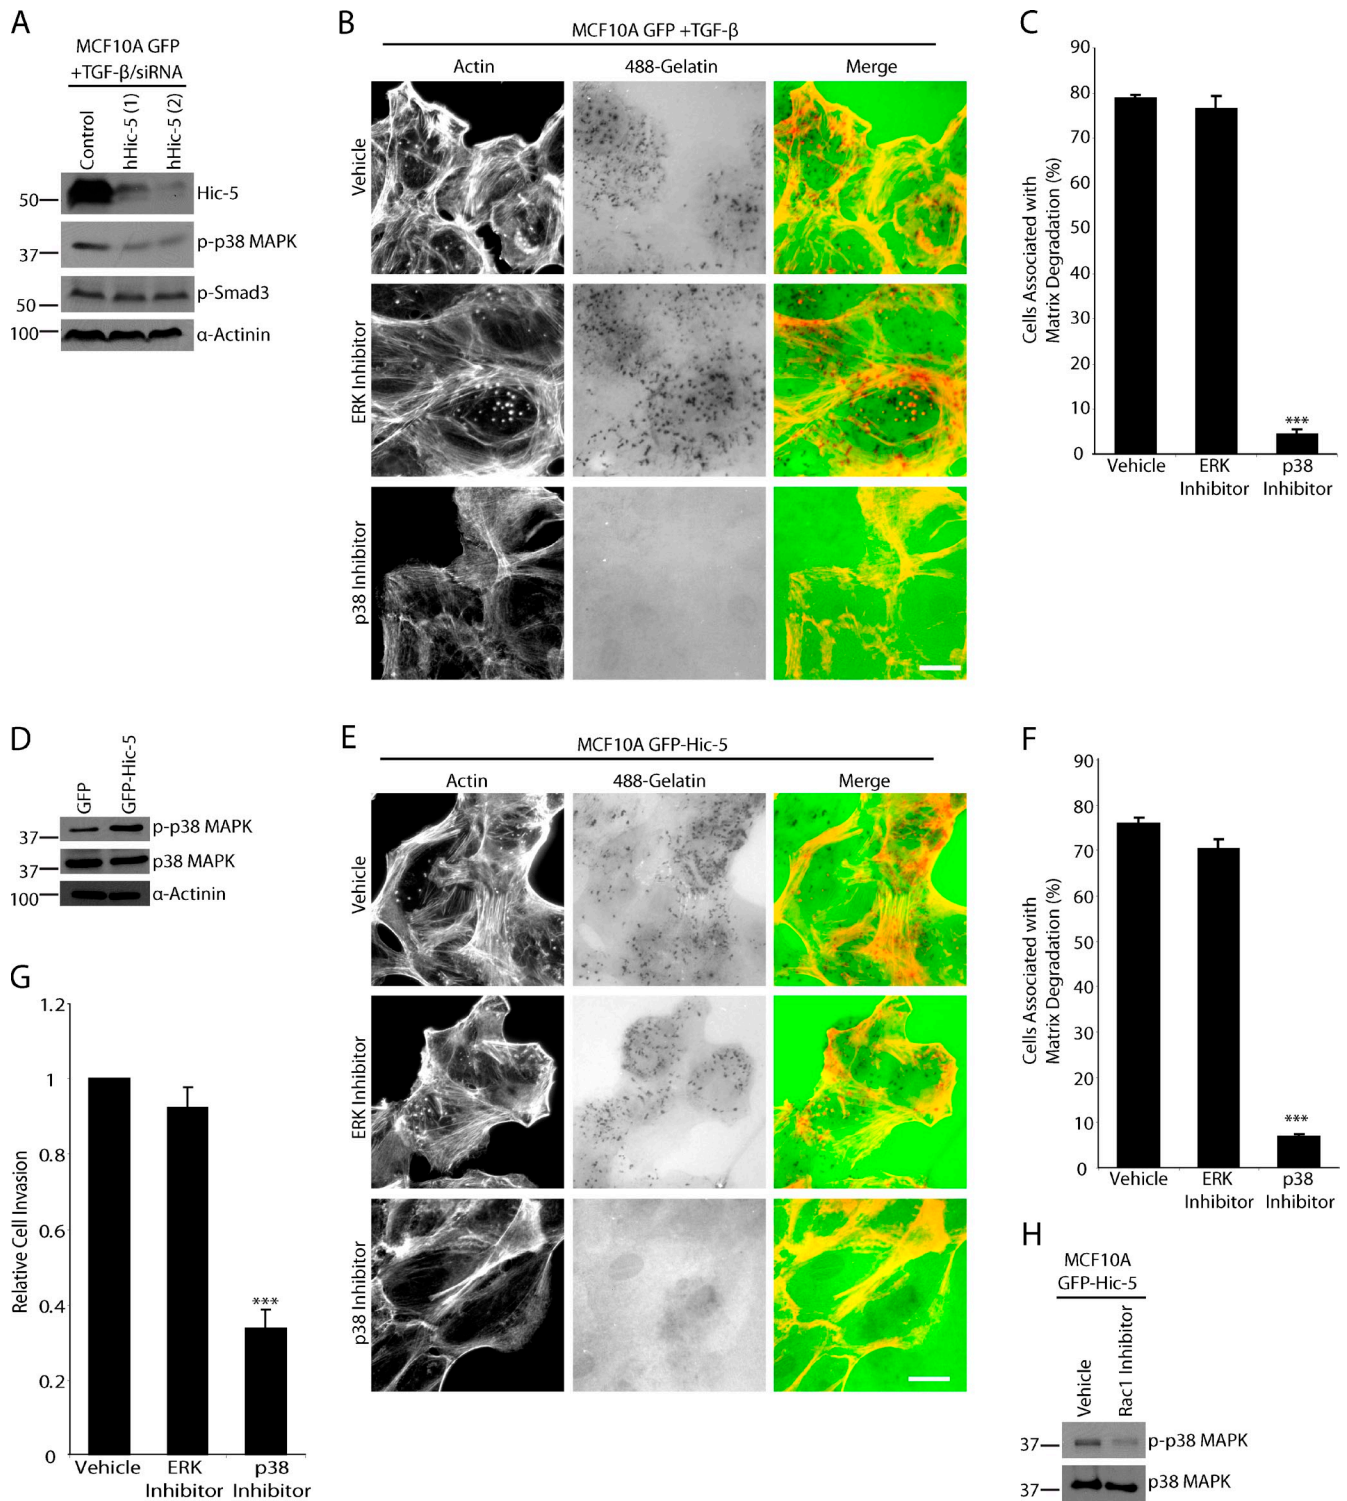 A
MCF10A GFP
+TGF-β/siRNA
Control
hHic-5 (1)
hHic-5 (2)
50
Hic-5
37
p-p38 MAPK
50
p-Smad3
100
α-Actinin
B
MCF10A GFP +TGF-β
Actin
488-Gelatin
Merge
Vehicle
ERK Inhibitor
p38 Inhibitor
C
Cells Associated with
Matrix Degradation (%)
90
80
70
60
50
40
30
20
10
0
***
Vehicle
ERK
Inhibitor
p38
Inhibitor
D
GFP
GFP-Hic-5
37
p-p38 MAPK
37
p38 MAPK
100
α-Actinin
E
MCF10A GFP-Hic-5
Actin
488-Gelatin
Merge
Vehicle
ERK Inhibitor
p38 Inhibitor
F
Cells Associated with
Matrix Degradation (%)
90
80
70
60
50
40
30
20
10
0
***
Vehicle
ERK
Inhibitor
p38
Inhibitor
G
Relative Cell Invasion
1.2
1
0.8
0.6
0.4
0.2
0
***
Vehicle
ERK
Inhibitor
p38
Inhibitor
H
MCF10A
GFP-Hic-5
Vehicle
Rac1 Inhibitor
37
p-p38 MAPK
37
p38 MAPK